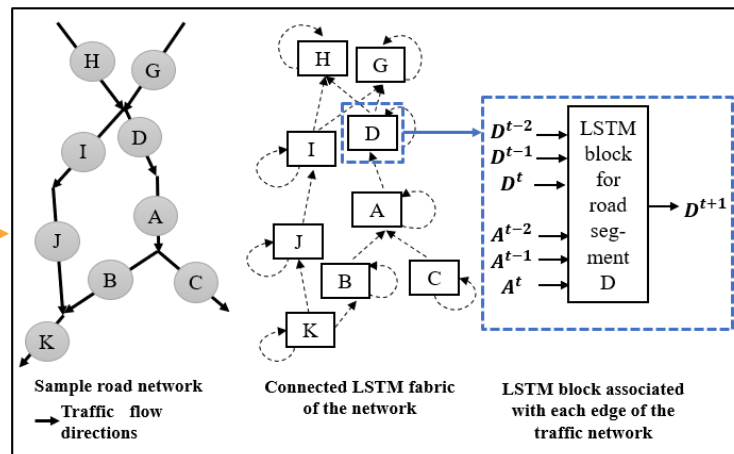 H
G
D
I
A
J
B
C
K
Sample road network
Traffic flow
directions
H
G
D
I
A
J
B
C
K
Connected LSTM fabric
of the network
D^{t-2}
D^{t-1}
D^t
A^{t-2}
A^{t-1}
A^t
LSTM
block
for
road
seg-
ment
D
D^{t+1}
LSTM block associated
with each edge of the
traffic network